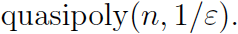 quasipoly(n, 1/ε).